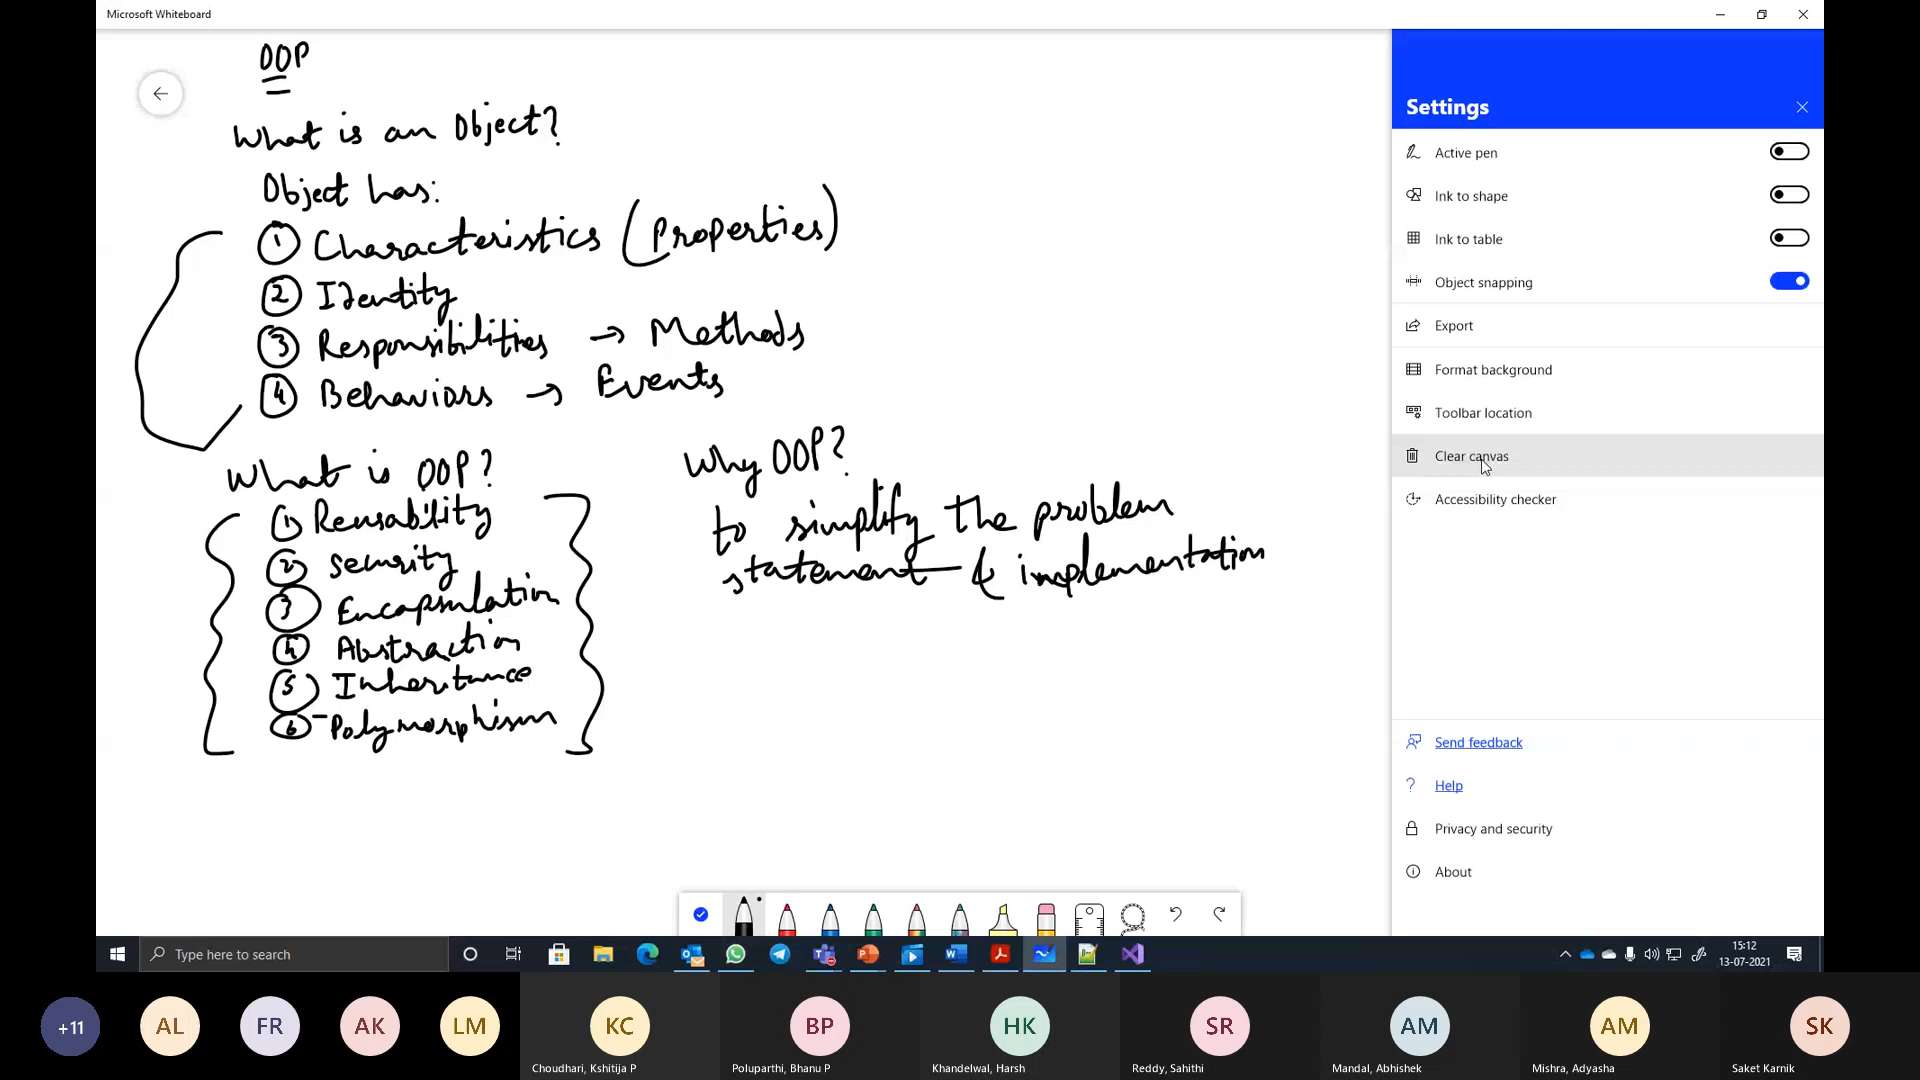 Microsoft Whiteboard
OOP
What is an Object?
Object has:
1 Characteristics (Properties)
2 Identity
3 Responsibilities → Methods
4 Behaviors → Events
What is OOP?
1 Reusability
2 Security
3 Encapsulation
4 Abstraction
5 Inheritance
6 Polymorphism
Why OOP?
to simplify the problem
statement & implementation
Settings
Active pen
Ink to shape
Ink to table
Object snapping
Export
Format background
Toolbar location
Clear canvas
Accessibility checker
Send feedback
Help
Privacy and security
About
Type here to search
15:12
13-07-2021
+11
AL
FR
AK
LM
KC
Choudhari, Kshitija P
BP
Poluparthi, Bhanu P
HK
Khandelwal, Harsh
SR
Reddy, Sahithi
AM
Mandal, Abhishek
AM
Mishra, Adyasha
SK
Saket Karnik